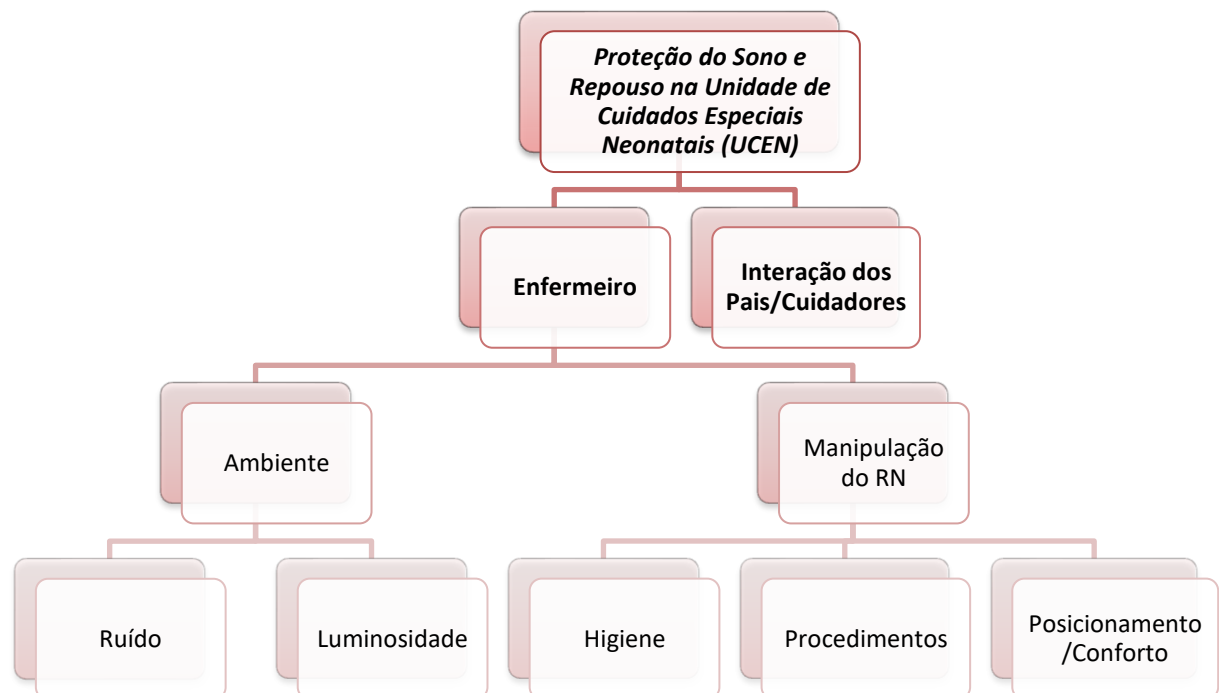 Proteção do Sono e
Repouso na Unidade de
Cuidados Especiais
Neonatais (UCEN)
Enfermeiro
Interação dos
Pais/Cuidadores
Ambiente
Manipulação
do RN
Ruído
Luminosidade
Higiene
Procedimentos
Posicionamento
/Conforto